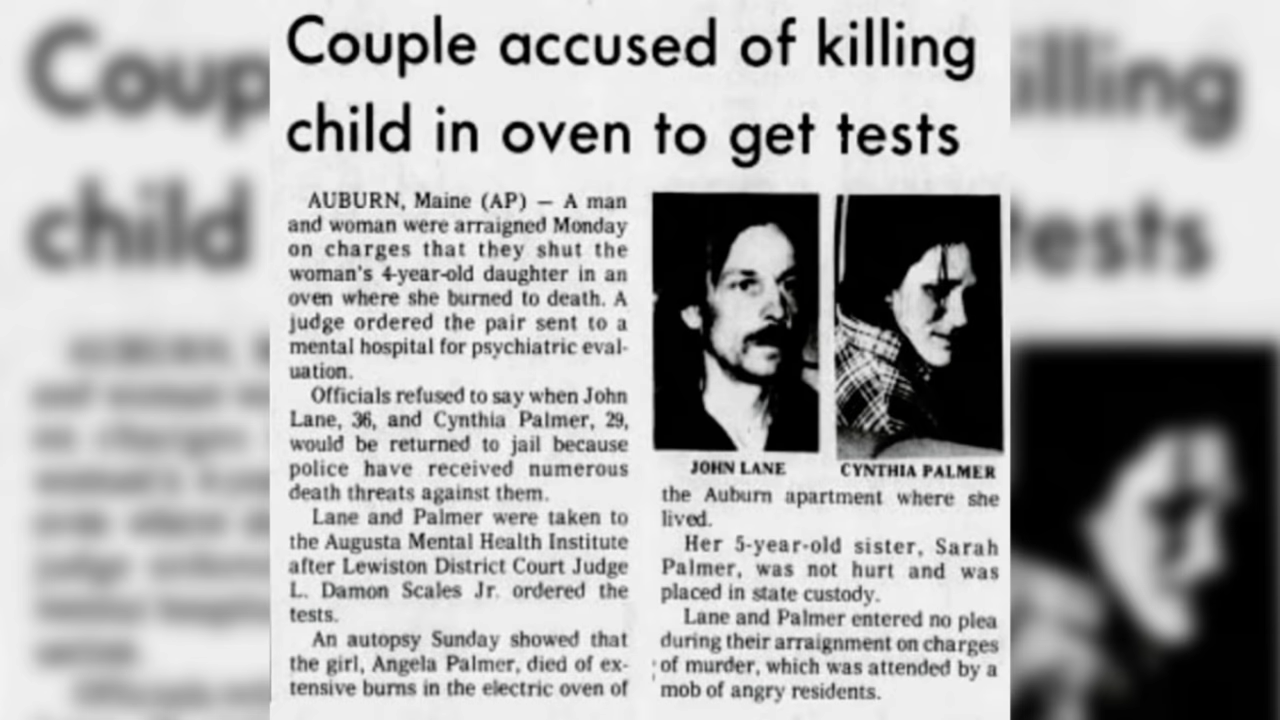 Couple accused of killing
child in oven to get tests
AUBURN, Maine (AP) — A man
and woman were arraigned Monday
on charges that they shut the
woman's 4-year-old daughter in an
oven where she burned to death. A
judge ordered the pair sent to a
mental hospital for psychiatric eval-
uation.
Officials refused to say when John
Lane, 36, and Cynthia Palmer, 29,
would be returned to jail because
police have received numerous
death threats against them.
Lane and Palmer were taken to
the Augusta Mental Health Institute
after Lewiston District Court Judge
L. Damon Scales Jr. ordered the
tests.
An autopsy Sunday showed that
the girl, Angela Palmer, died of ex-
tensive burns in the electric oven of
JOHN LANE
CYNTHIA PALMER
the Auburn apartment where she
lived.
Her 5-year-old sister, Sarah
Palmer, was not hurt and was
placed in state custody.
Lane and Palmer entered no plea
during their arraignment on charges
of murder, which was attended by a
mob of angry residents.